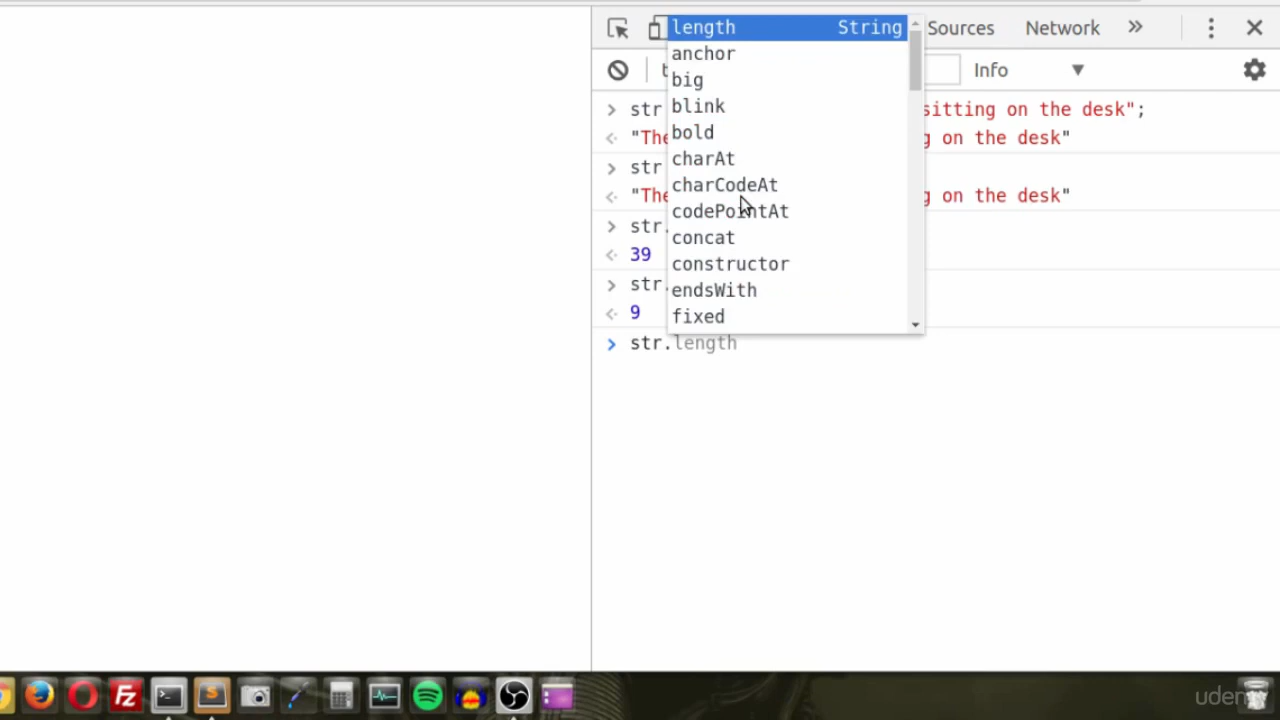 length String
Sources Network »
anchor
big
Info ▼
blink
str sitting on the desk";
bold
"The g on the desk"
charAt
str
charCodeAt
"The g on the desk"
codePointAt
str.
concat
39
constructor
str.
endsWith
9
fixed
str.length
Fz
udemy